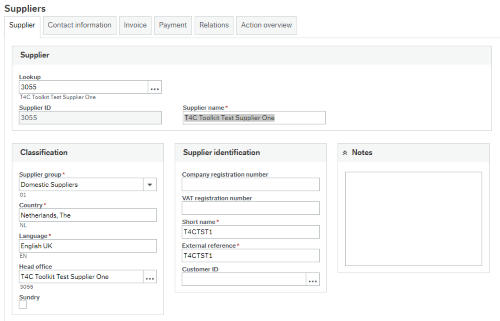 Suppliers
Supplier
Contact information
Invoice
Payment
Relations
Action overview
Supplier
Lookup
3055
...
T4C Toolkit Test Supplier One
Supplier ID
3055
Supplier name *
T4C Toolkit Test Supplier One
Classification
Supplier group *
Domestic Suppliers
01
Country *
Netherlands, The
NL
Language *
English UK
EN
Head office
T4C Toolkit Test Supplier One
...
3055
Sundry
Supplier identification
Company registration number
VAT registration number
Short name *
T4CTST1
External reference *
T4CTST1
Customer ID
...
Notes